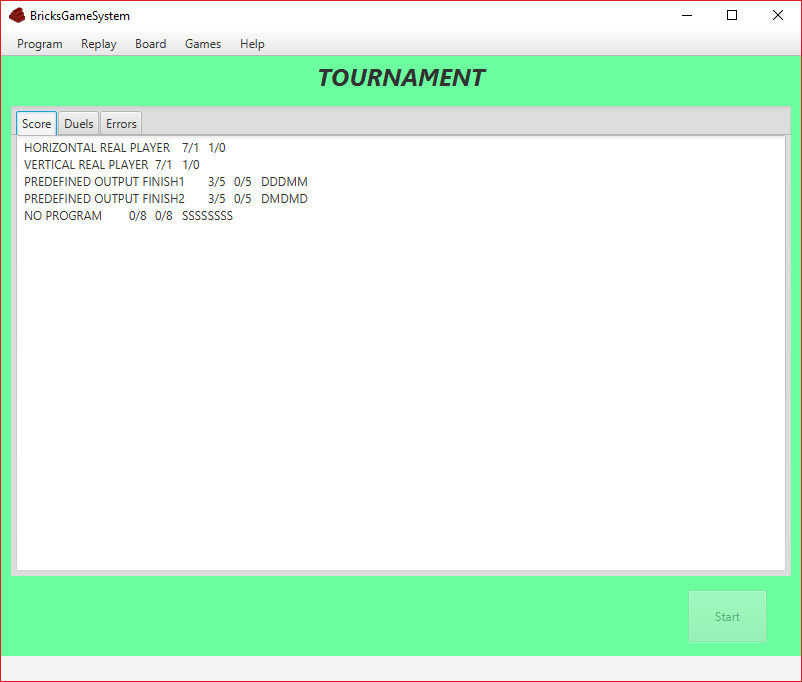 BricksGameSystem
Program Replay Board Games Help
TOURNAMENT
Score Duels Errors
HORIZONTAL REAL PLAYER 7/1 1/0
VERTICAL REAL PLAYER 7/1 1/0
PREDEFINED OUTPUT FINISH1 3/5 0/5 DDDMM
PREDEFINED OUTPUT FINISH2 3/5 0/5 DMDMD
NO PROGRAM 0/8 0/8 SSSSSSSS
Start